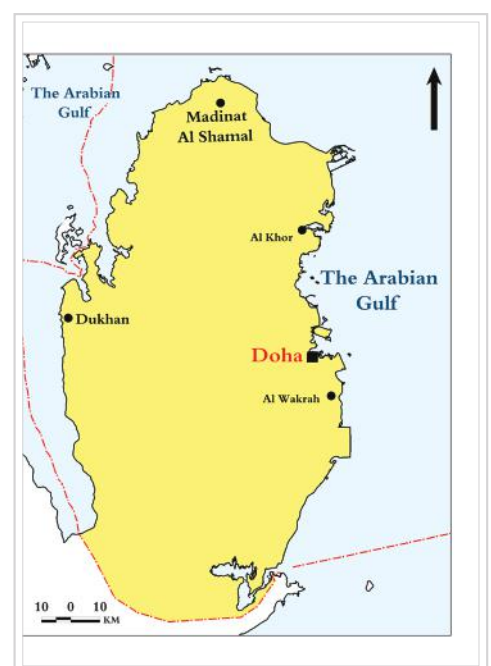 The Arabian
Gulf
Madinat
Al Shamal
Al Khor
The Arabian
Gulf
Dukhan
Doha
Al Wakrah
10 0 10
KM